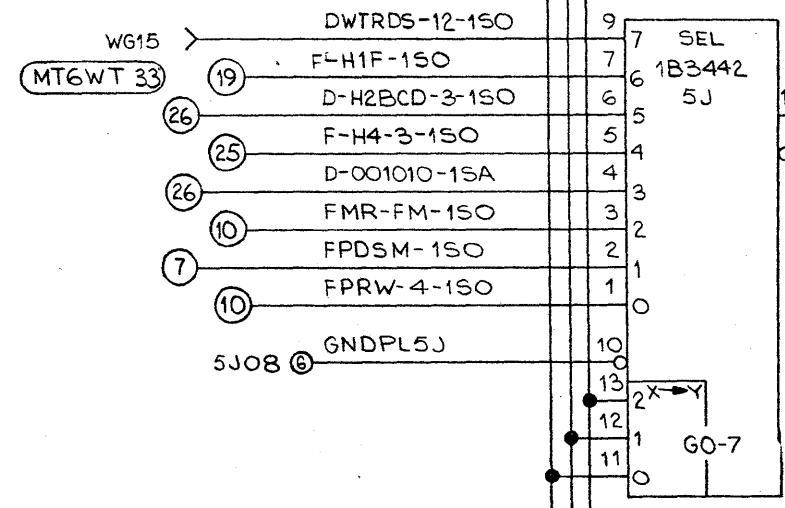 DWTRDS-12-1SO 9
WG15 7 SEL
F-H1F-1SO 7
MT6WT 33 19 6 1B3442
D-H2BCD-3-1SO 6 5J
26 5
F-H4-3-1SO 5
25 4
D-001010-1SA 4
26 3
FMR-FM-1SO 3
10 2
FPDSM-1SO 2
7 1
FPRW-4-1SO 1
10 0
GNDPL5J 10
5J08 6
13
2 X→Y
12
1 G0-7
11
0